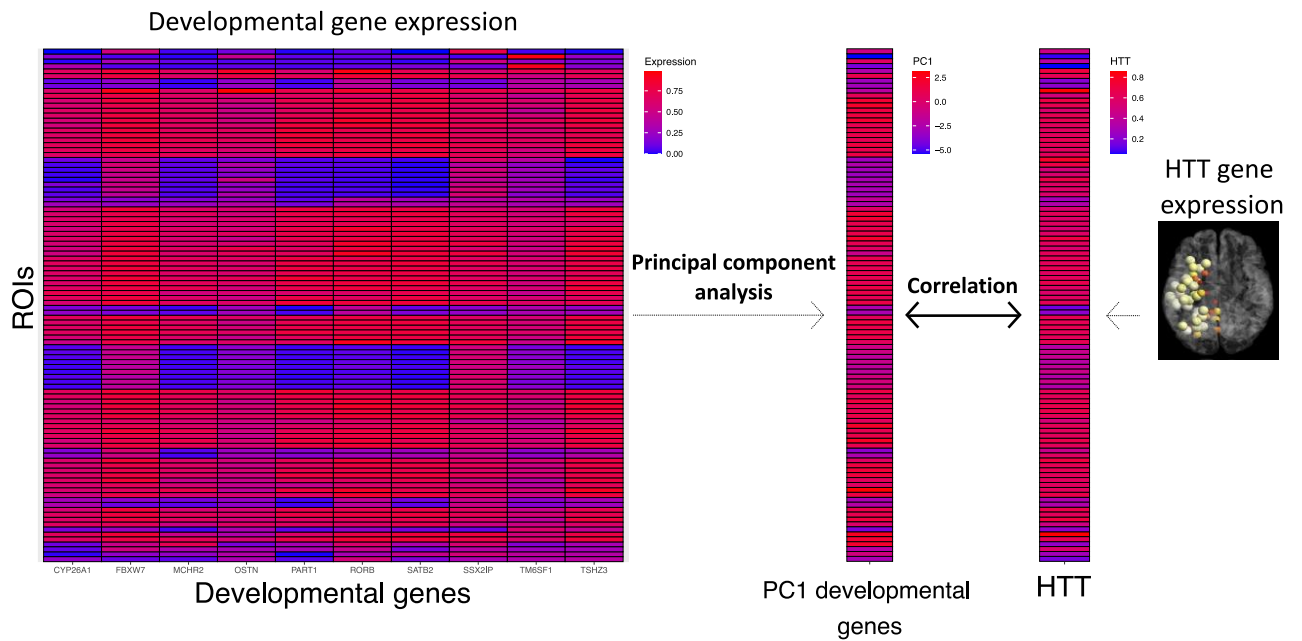 Developmental gene expression
Expression
0.75
0.50
0.25
0.00
PC1
2.5
0.0
−2.5
−5.0
HTT
0.8
0.6
0.4
0.2
HTT gene
expression
ROIs
Principal component
analysis
Correlation
CYP26A1 FBXW7 MCHR2 OSTN PART1 RORB SATB2 SSX2IP TM6SF1 TSHZ3
Developmental genes
PC1 developmental
genes
HTT